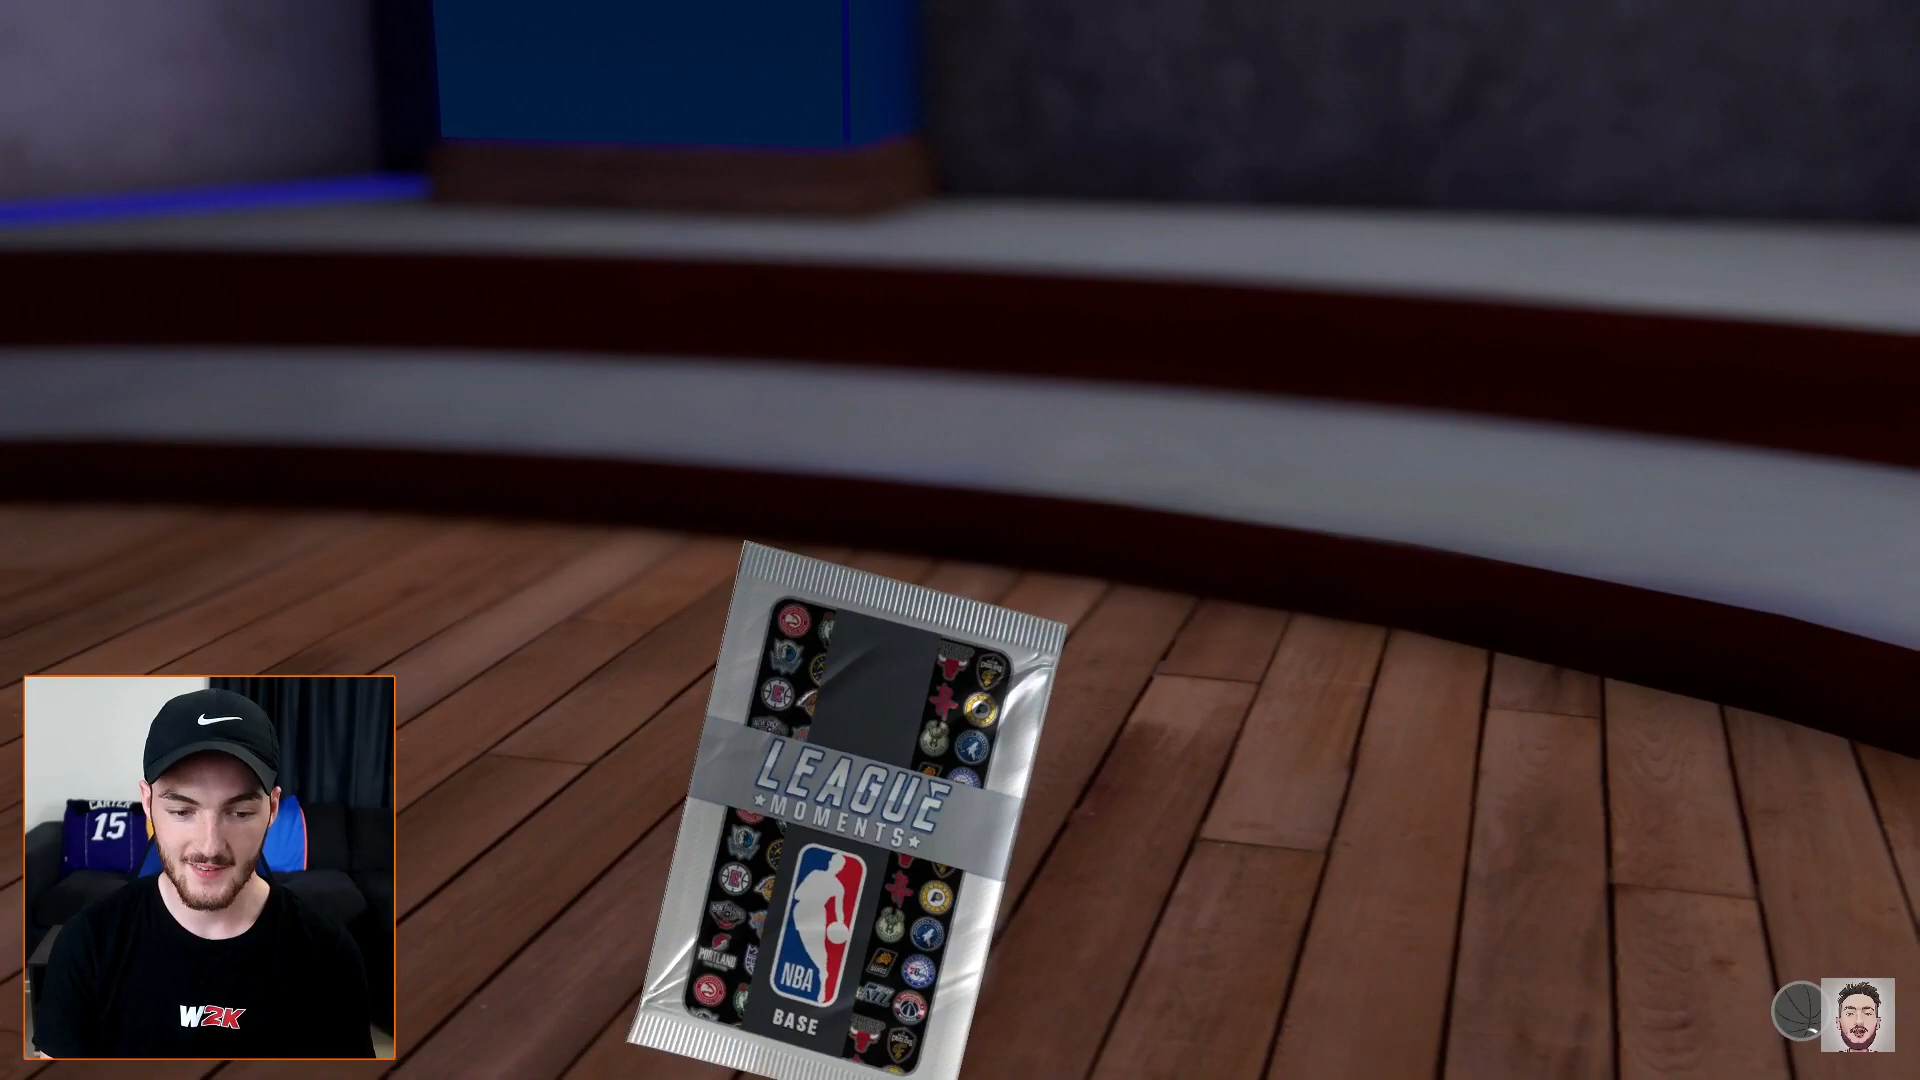 LEAGUE
MOMENTS
NBA
BASE
PORTLAND
CARTER
15
W2K